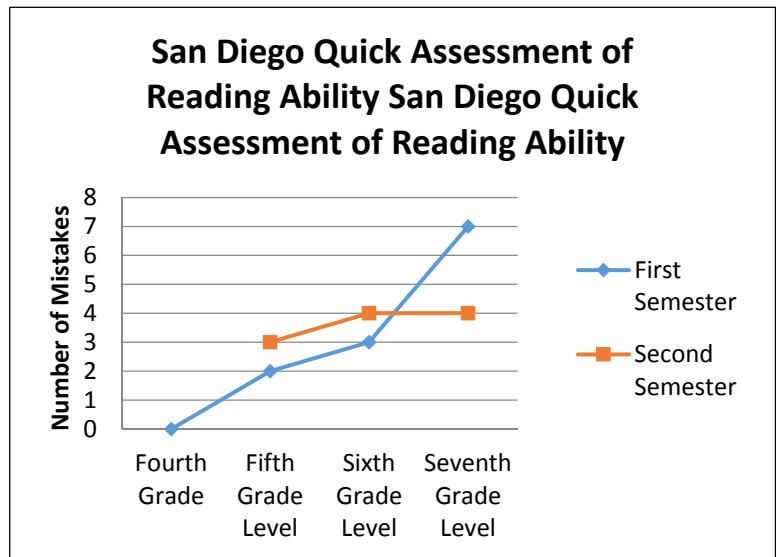 San Diego Quick Assessment of
Reading Ability San Diego Quick
Assessment of Reading Ability
8
7
6
5
4
3
2
1
0
Number of Mistakes
Fourth
Grade
Fifth
Grade
Level
Sixth
Grade
Level
Seventh
Grade
Level
First
Semester
Second
Semester